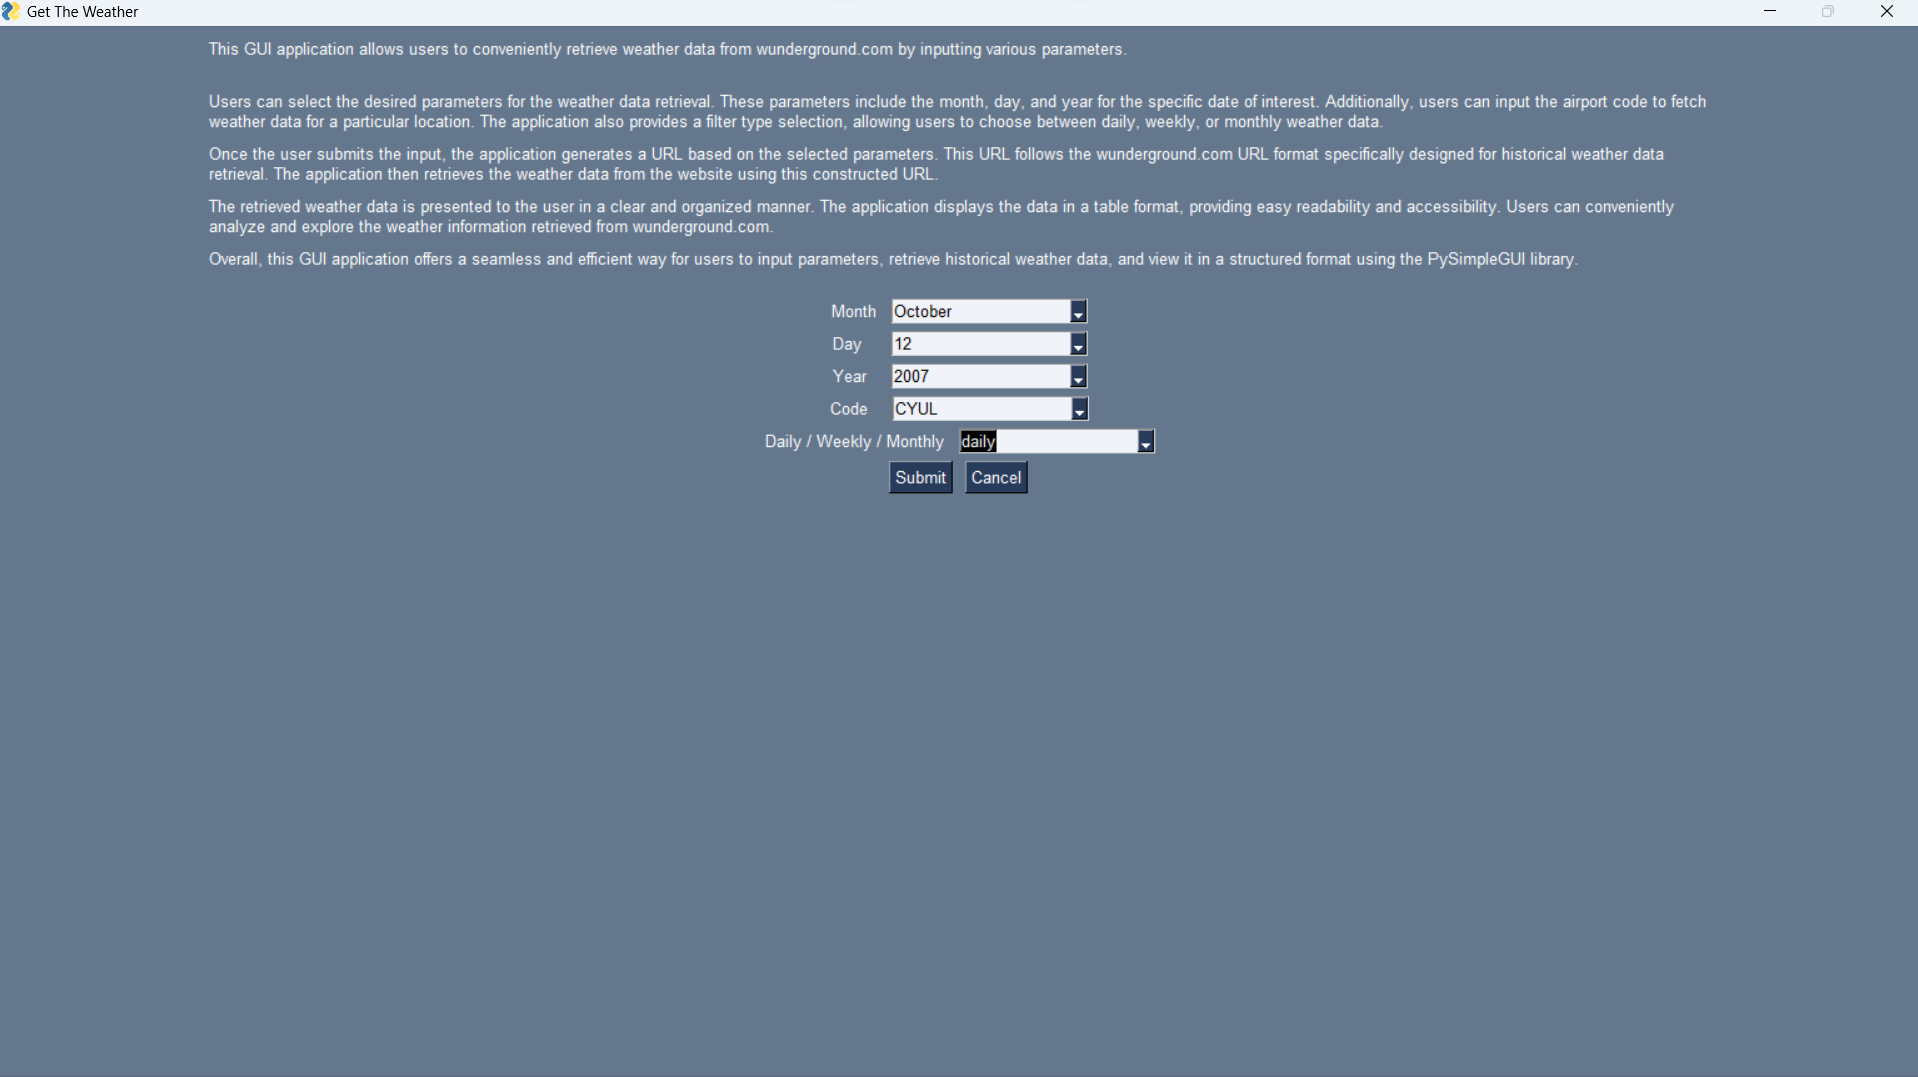 Get The Weather
This GUI application allows users to conveniently retrieve weather data from wunderground.com by inputting various parameters.
Users can select the desired parameters for the weather data retrieval. These parameters include the month, day, and year for the specific date of interest. Additionally, users can input the airport code to fetch
weather data for a particular location. The application also provides a filter type selection, allowing users to choose between daily, weekly, or monthly weather data.
Once the user submits the input, the application generates a URL based on the selected parameters. This URL follows the wunderground.com URL format specifically designed for historical weather data
retrieval. The application then retrieves the weather data from the website using this constructed URL.
The retrieved weather data is presented to the user in a clear and organized manner. The application displays the data in a table format, providing easy readability and accessibility. Users can conveniently
analyze and explore the weather information retrieved from wunderground.com.
Overall, this GUI application offers a seamless and efficient way for users to input parameters, retrieve historical weather data, and view it in a structured format using the PySimpleGUI library.
Month October
Day 12
Year 2007
Code CYUL
Daily / Weekly / Monthly daily
Submit Cancel